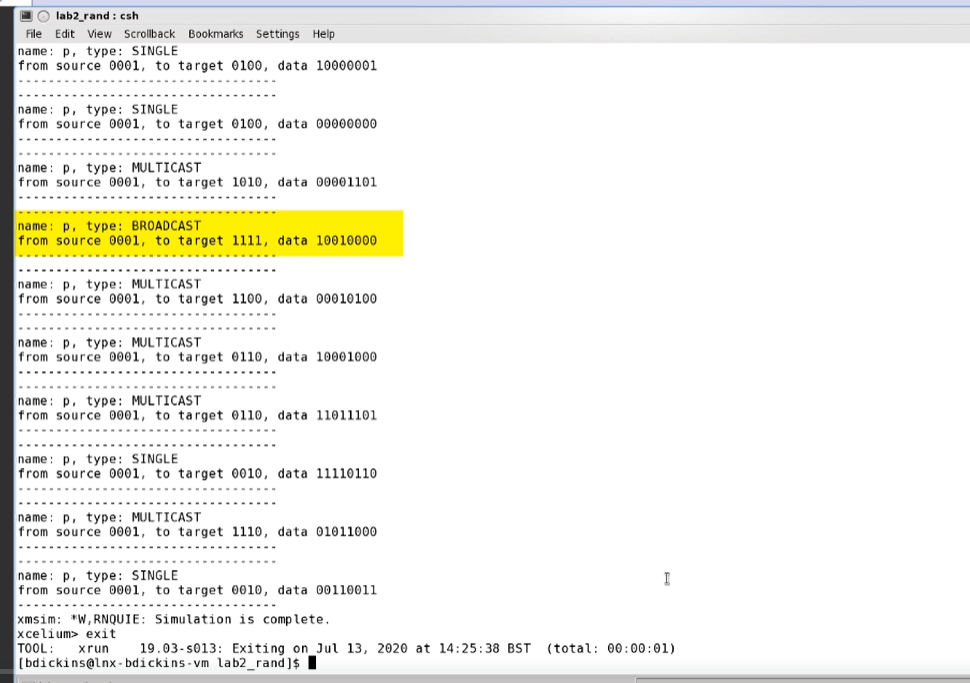 lab2_rand : csh
File Edit View Scrollback Bookmarks Settings Help
name: p, type: SINGLE
from source 0001, to target 0100, data 10000001
----------------------------------
----------------------------------
name: p, type: SINGLE
from source 0001, to target 0100, data 00000000
----------------------------------
----------------------------------
name: p, type: MULTICAST
from source 0001, to target 1010, data 00001101
----------------------------------
----------------------------------
name: p, type: BROADCAST
from source 0001, to target 1111, data 10010000
----------------------------------
----------------------------------
name: p, type: MULTICAST
from source 0001, to target 1100, data 00010100
----------------------------------
----------------------------------
name: p, type: MULTICAST
from source 0001, to target 0110, data 10001000
----------------------------------
----------------------------------
name: p, type: MULTICAST
from source 0001, to target 0110, data 11011101
----------------------------------
----------------------------------
name: p, type: SINGLE
from source 0001, to target 0010, data 11110110
----------------------------------
----------------------------------
name: p, type: MULTICAST
from source 0001, to target 1110, data 01011000
----------------------------------
----------------------------------
name: p, type: SINGLE
from source 0001, to target 0010, data 00110011
----------------------------------
xmsim: *W,RNQUIE: Simulation is complete.
xcelium> exit
TOOL: xrun 19.03-s013: Exiting on Jul 13, 2020 at 14:25:38 BST (total: 00:00:01)
[bdickins@lnx-bdickins-vm lab2_rand]$